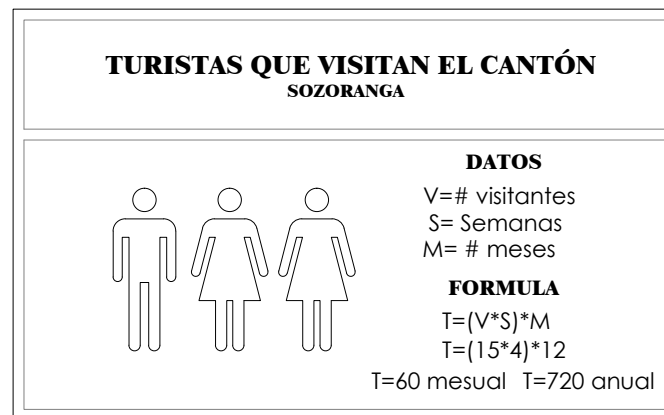 TURISTAS QUE VISITAN EL CANTÓN
SOZORANGA
DATOS
V=# visitantes
S= Semanas
M= # meses
FORMULA
T=(V*S)*M
T=(15*4)*12
T=60 mesual T=720 anual